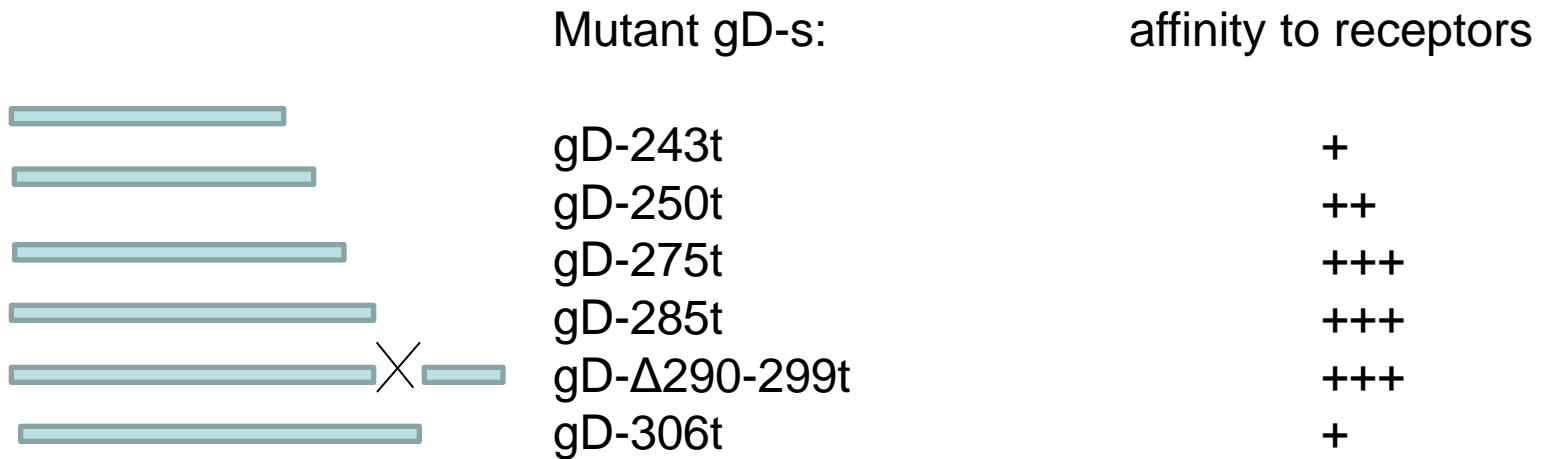 Mutant gD-s: affinity to receptors
gD-243t +
gD-250t ++
gD-275t +++
gD-285t +++
gD-Δ290-299t +++
gD-306t +